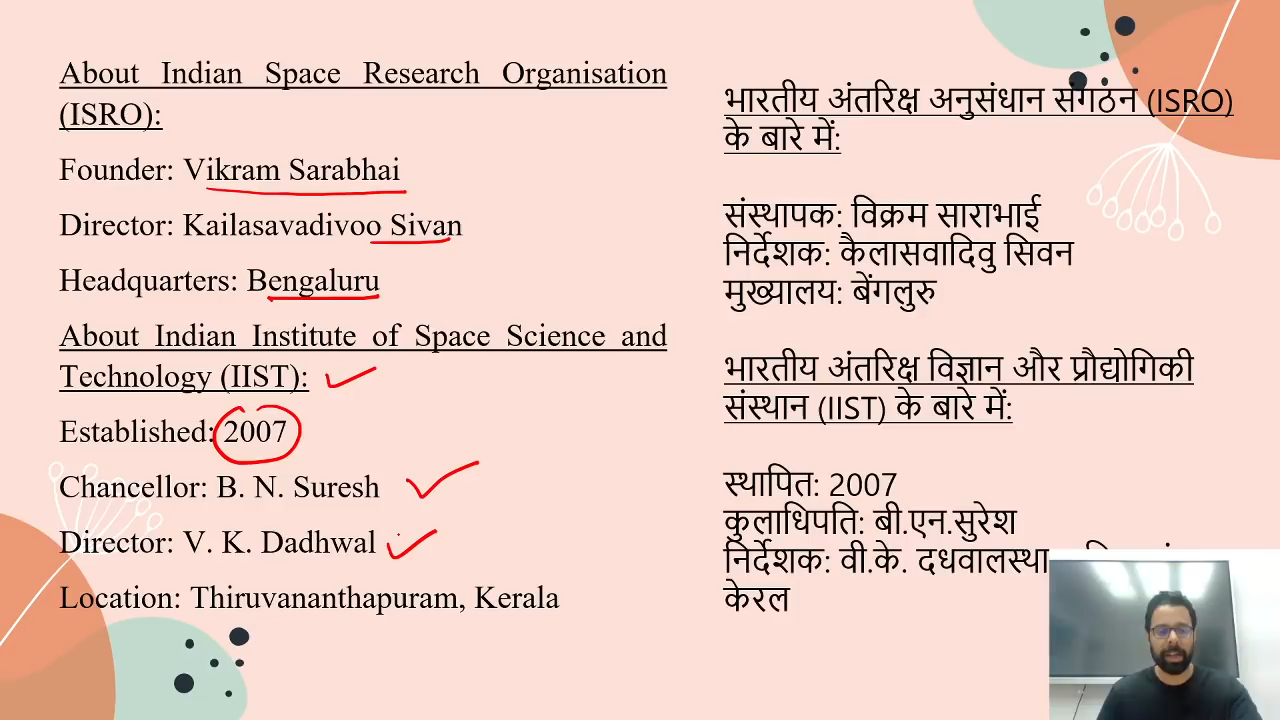 About Indian Space Research Organisation
(ISRO):
Founder: Vikram Sarabhai
Director: Kailasavadivoo Sivan
Headquarters: Bengaluru
About Indian Institute of Space Science and
Technology (IIST):
Established: 2007
Chancellor: B. N. Suresh
Director: V. K. Dadhwal
Location: Thiruvananthapuram, Kerala
भारतीय अंतरिक्ष अनुसंधान संगठन (ISRO)
के बारे में:
संस्थापक: विक्रम साराभाई
निर्देशक: कैलासवादिवु सिवन
मुख्यालय: बेंगलुरु
भारतीय अंतरिक्ष विज्ञान और प्रौद्योगिकी
संस्थान (IIST) के बारे में:
स्थापित: 2007
कुलाधिपति: बी.एन.सुरेश
निर्देशक: वी.के. दधवालस्था
केरल